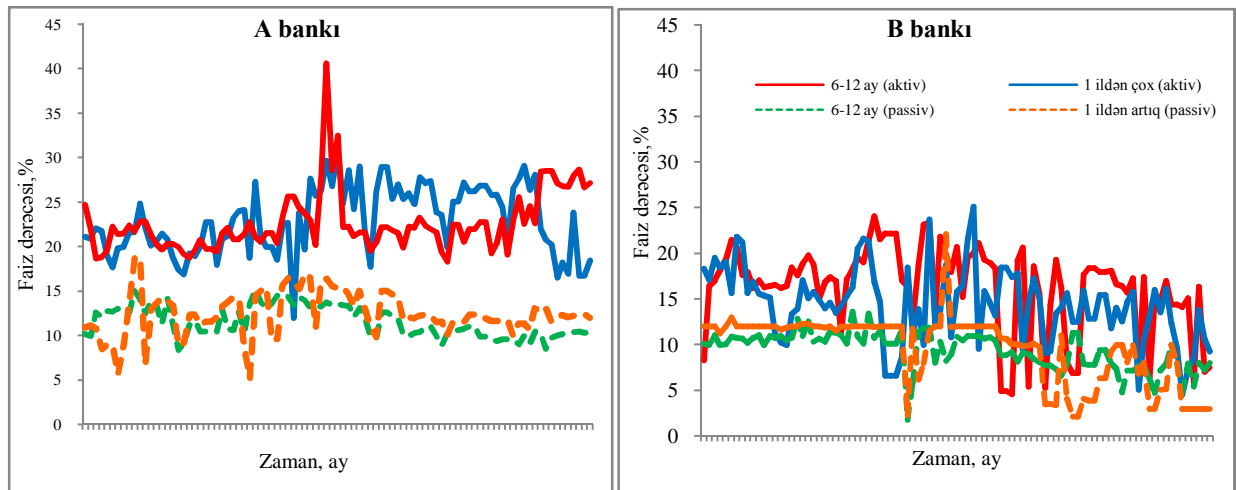 A bankı
45
40
35
30
25
20
15
10
5
0
Faiz dərəcəsi,%
Zaman, ay
B bankı
45
40
35
30
25
20
15
10
5
0
Faiz dərəcəsi,%
6-12 ay (aktiv)
1 ildən çox (aktiv)
6-12 ay (passiv)
1 ildən artıq (passiv)
Zaman, ay